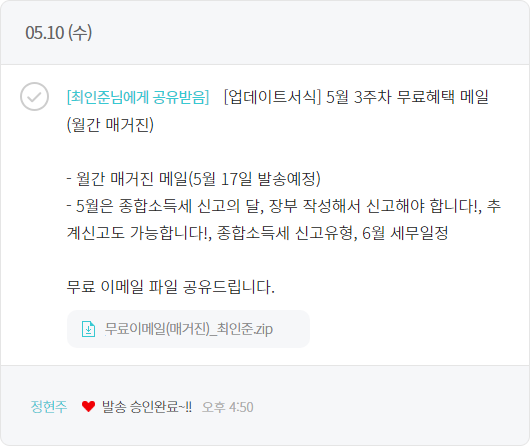 05.10 (수)
[최인준님에게 공유받음] [업데이트서식] 5월 3주차 무료혜택 메일
(월간 매거진)
- 월간 매거진 메일(5월 17일 발송예정)
- 5월은 종합소득세 신고의 달, 장부 작성해서 신고해야 합니다!, 추
계신고도 가능합니다!, 종합소득세 신고유형, 6월 세무일정
무료 이메일 파일 공유드립니다.
무료이메일(매거진)_최인준.zip
정현주 ❤ 발송 승인완료~!! 오후 4:50